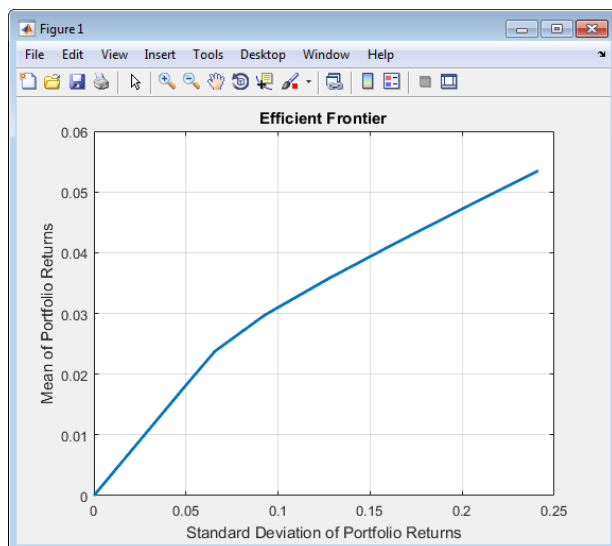 Figure 1
File Edit View Insert Tools Desktop Window Help
Efficient Frontier
0.06
0.05
0.04
0.03
0.02
0.01
0
Mean of Portfolio Returns
0 0.05 0.1 0.15 0.2 0.25
Standard Deviation of Portfolio Returns